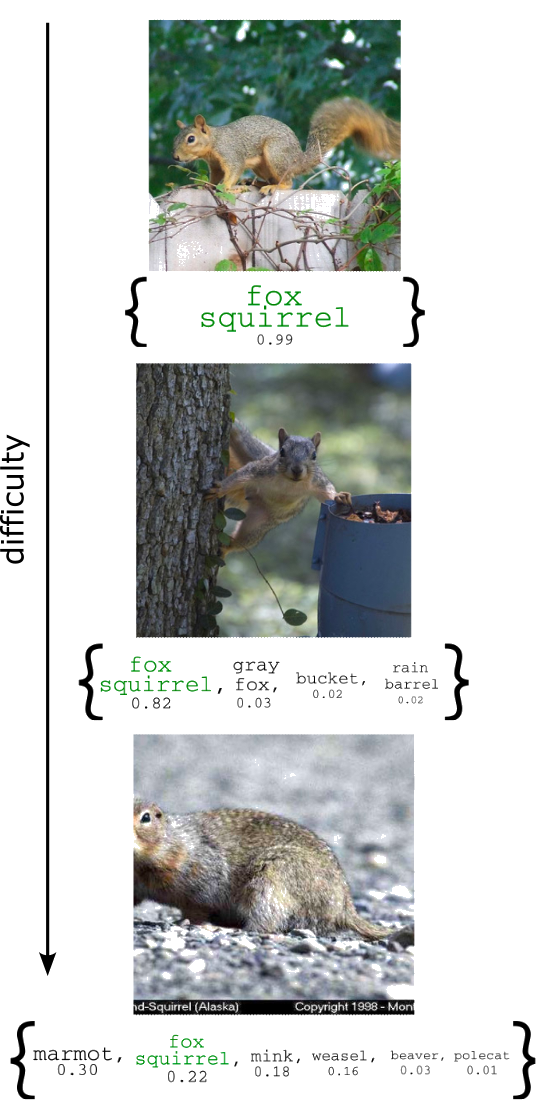 difficulty
{ fox
squirrel }
0.99
{ fox
squirrel, gray
fox, bucket, rain
barrel }
0.82 0.03 0.02 0.02
nd-Squirrel (Alaska) Copyright 1998 - Mont
{ marmot, fox
squirrel, mink, weasel, beaver, polecat }
0.30 0.22 0.18 0.16 0.03 0.01